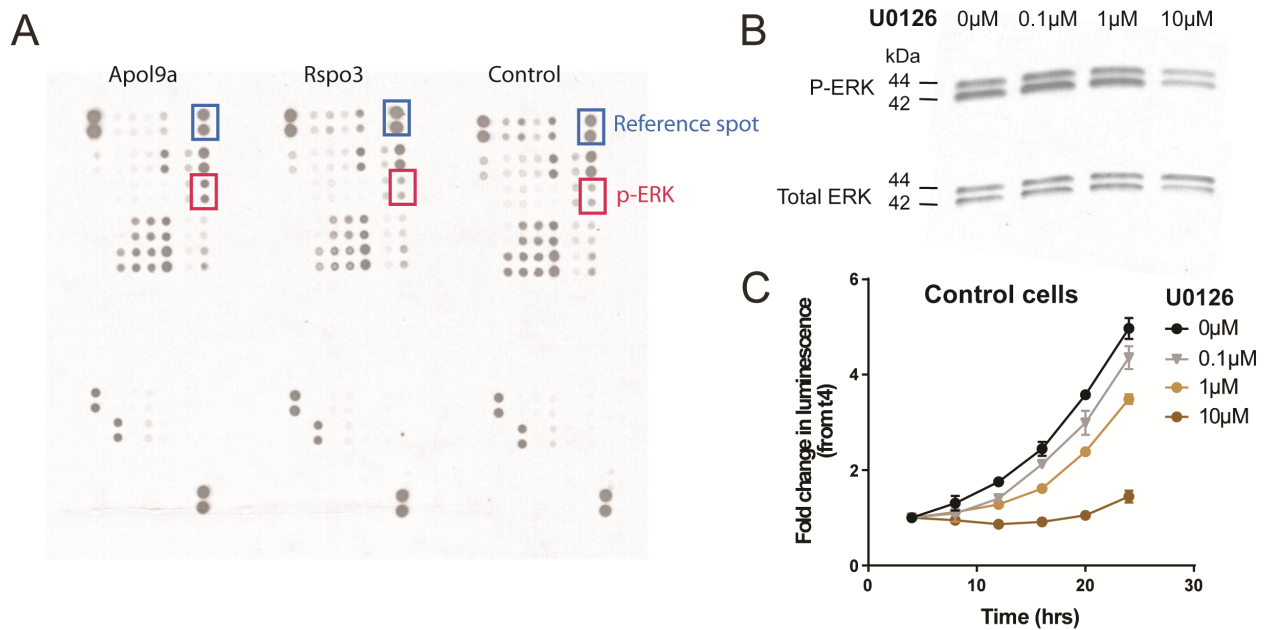 A
Apol9a Rspo3 Control
Reference spot
p-ERK
B
U0126 0µM 0.1µM 1µM 10µM
kDa
P-ERK 44
42
Total ERK 44
42
C
Control cells
U0126
0µM
0.1µM
1µM
10µM
Fold change in luminescence
(from t4)
6
4
2
0
0 10 20 30
Time (hrs)